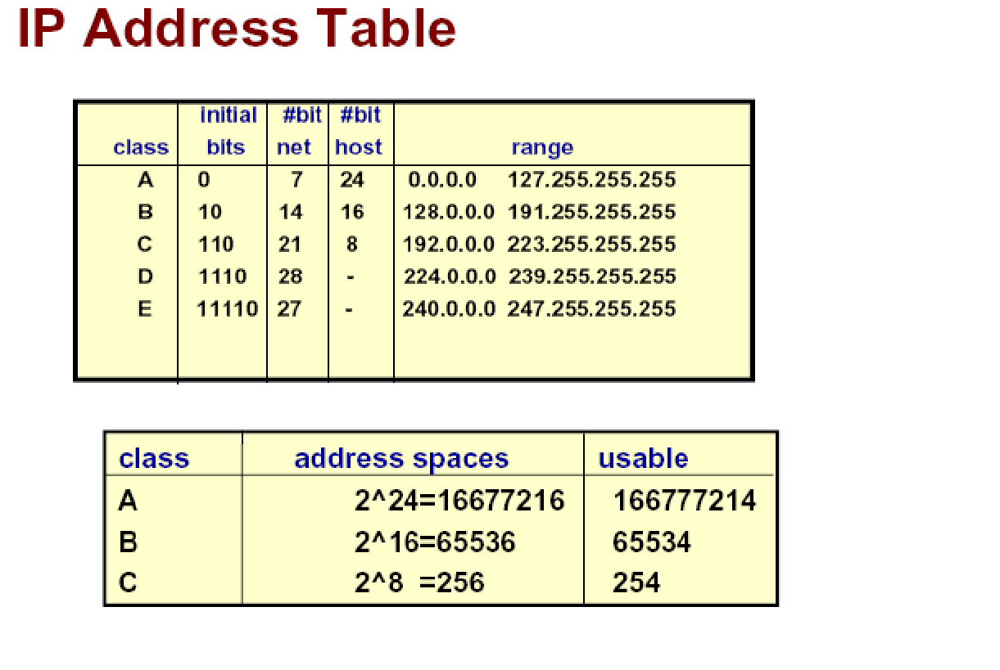 IP Address Table
initial #bit #bit
class bits net host range
A 0 7 24 0.0.0.0 127.255.255.255
B 10 14 16 128.0.0.0 191.255.255.255
C 110 21 8 192.0.0.0 223.255.255.255
D 1110 28 - 224.0.0.0 239.255.255.255
E 11110 27 - 240.0.0.0 247.255.255.255
class address spaces usable
A 2^24=16677216 166777214
B 2^16=65536 65534
C 2^8 =256 254